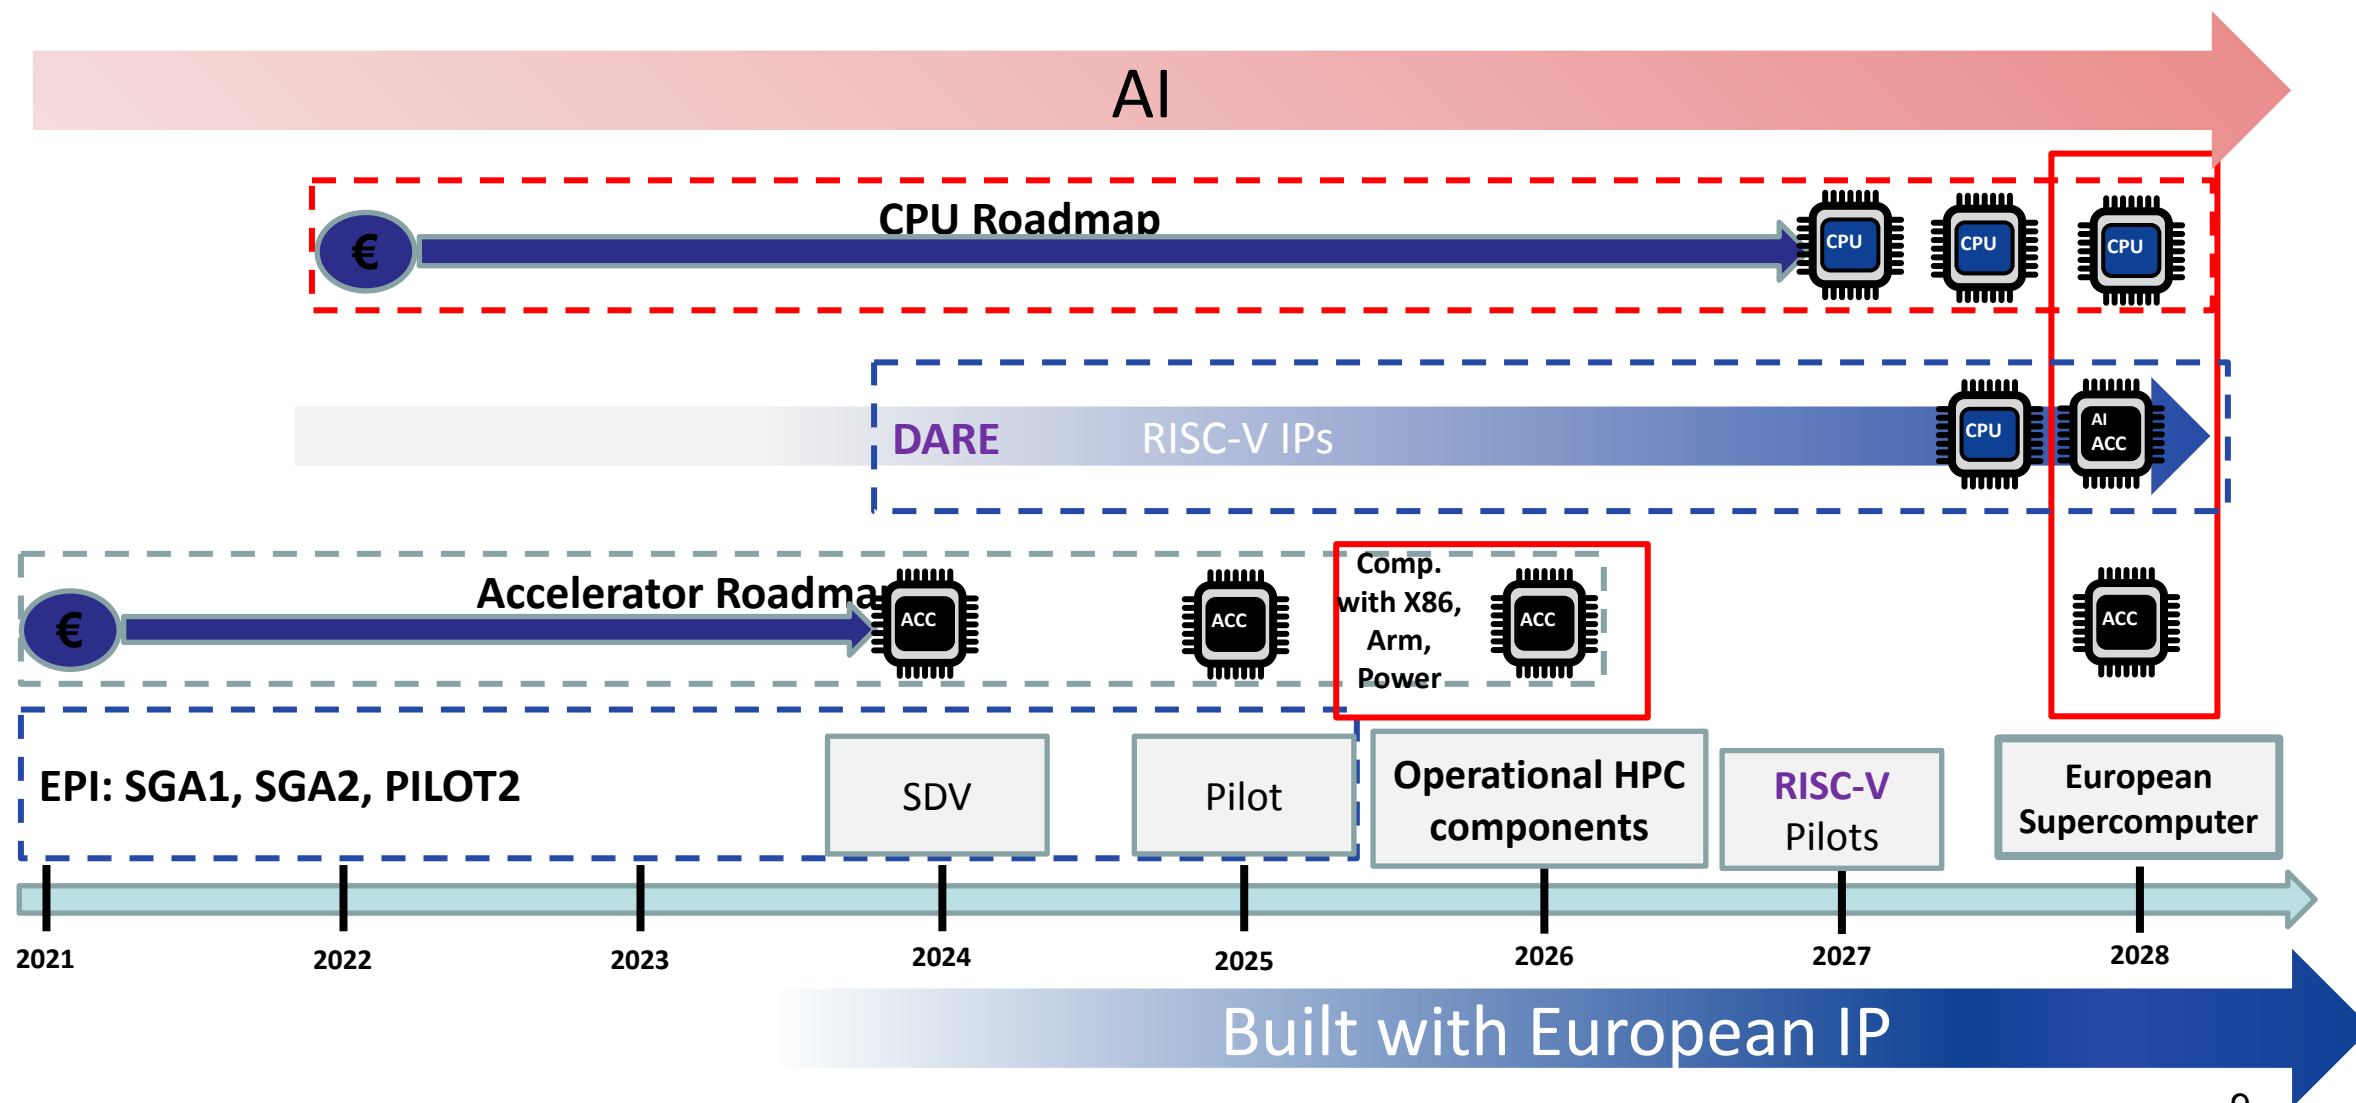 AI
CPU Roadmap
€
CPU
CPU
CPU
DARE
RISC-V IPs
CPU
AI
ACC
Accelerator Roadmap
€
ACC
ACC
Comp.
with X86,
Arm,
Power
ACC
ACC
EPI: SGA1, SGA2, PILOT2
SDV
Pilot
Operational HPC
components
RISC-V
Pilots
European
Supercomputer
2021
2022
2023
2024
2025
2026
2027
2028
Built with European IP